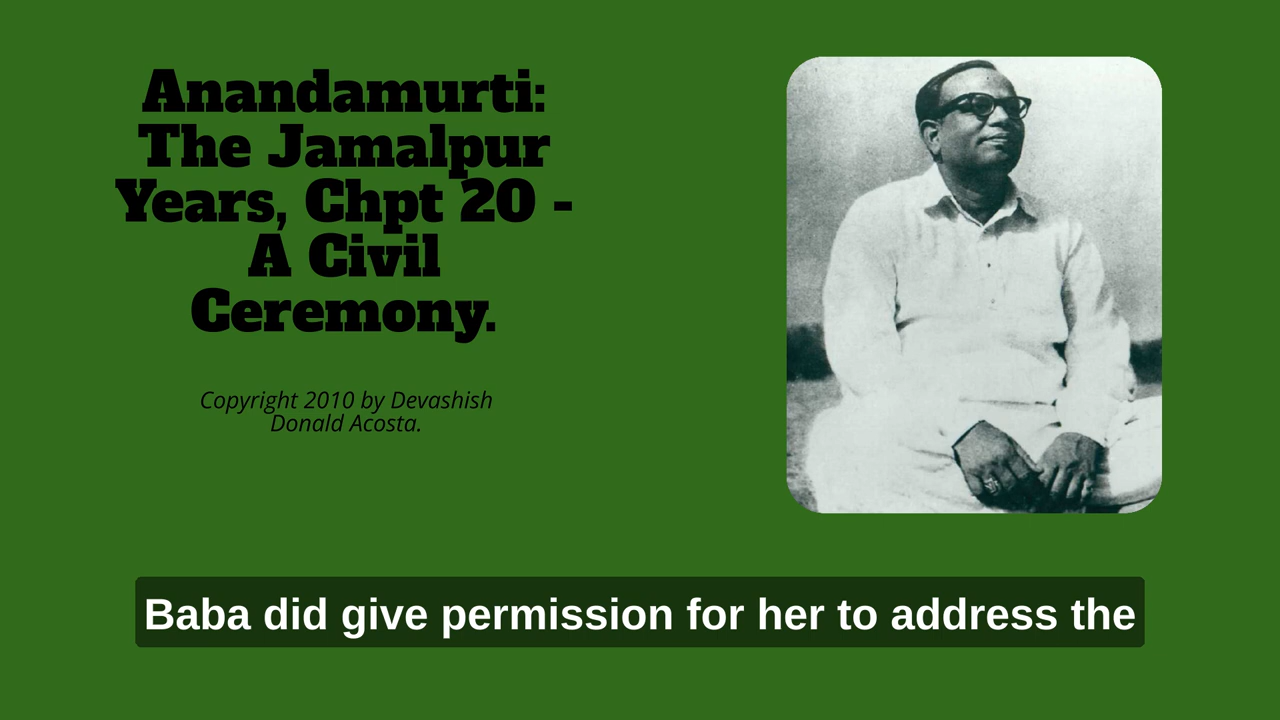 Anandamurti:
The Jamalpur
Years, Chpt 20 -
A Civil
Ceremony.
Copyright 2010 by Devashish
Donald Acosta.
Baba did give permission for her to address the